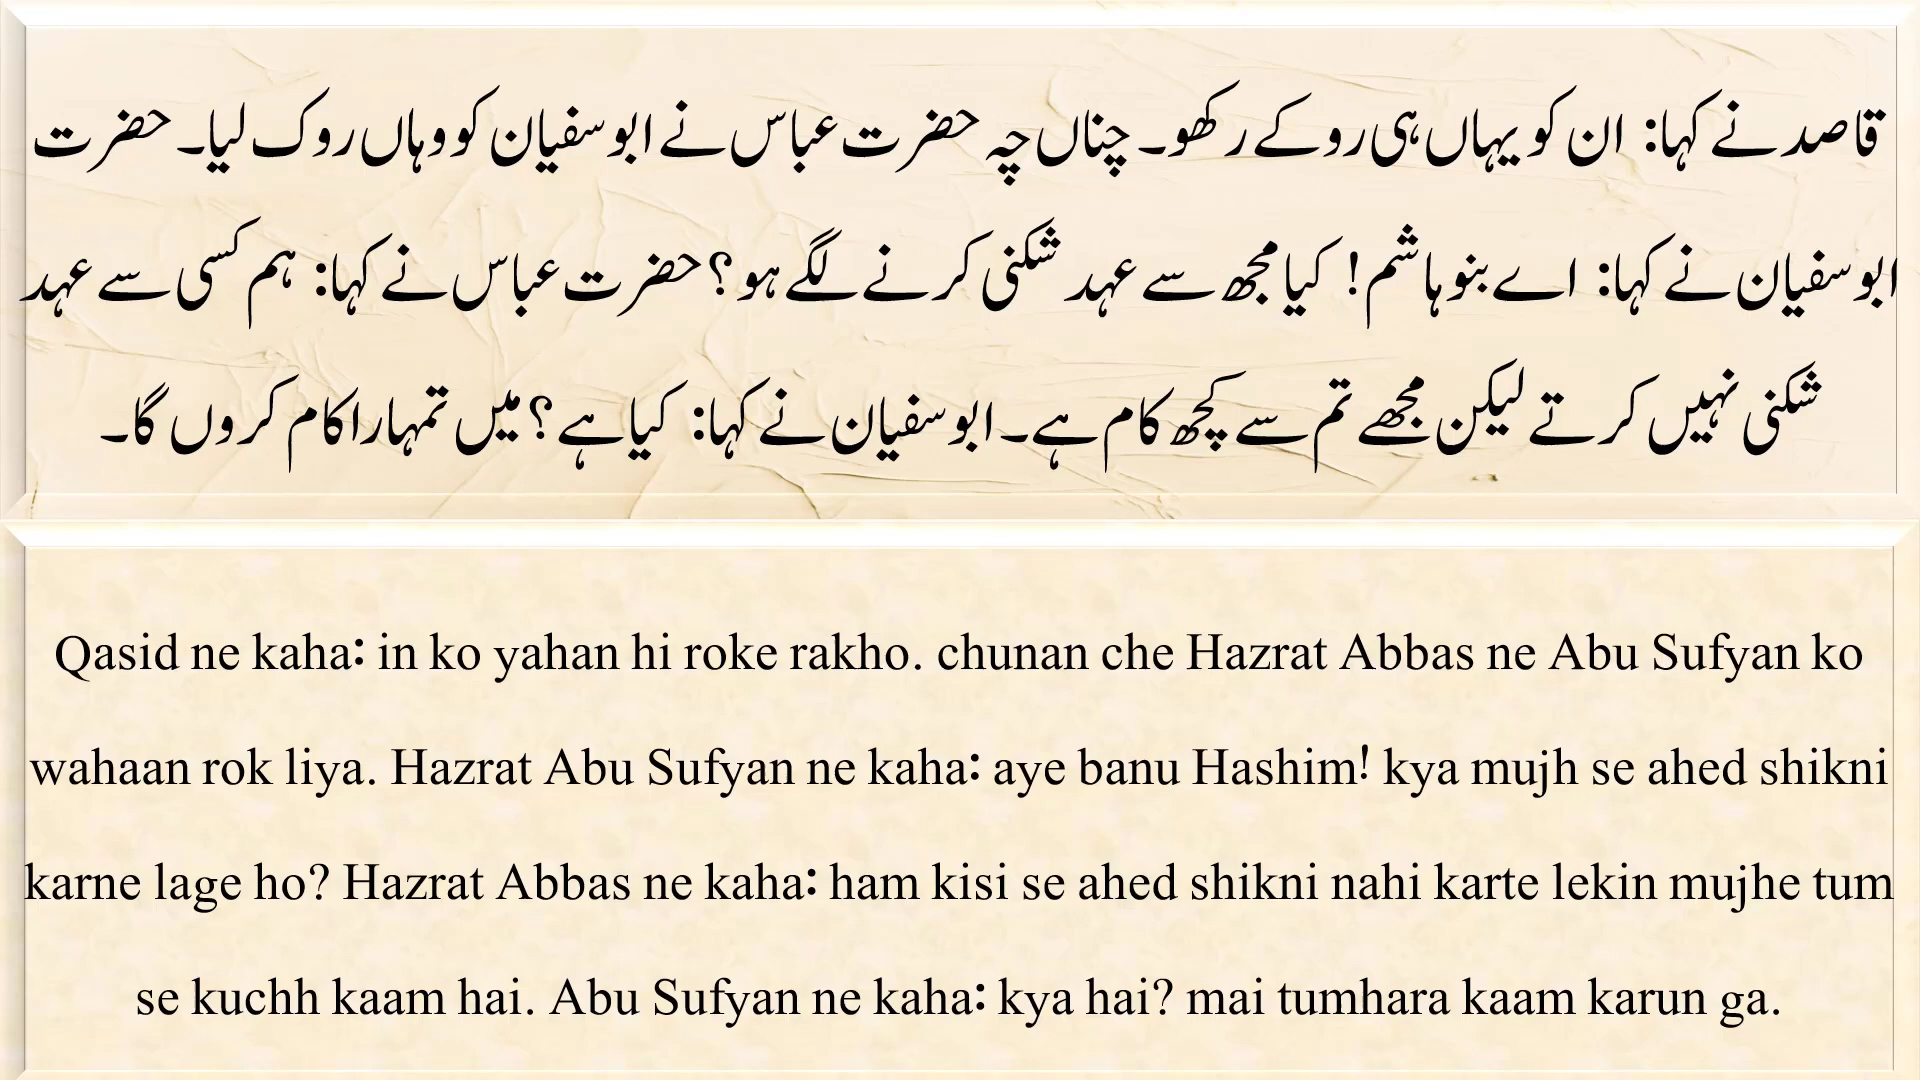 قاصد نے کہا: ان کو یہاں ہی روکے رکھو۔ چناں چہ حضرت عباس نے ابو سفیان کو وہاں روک لیا۔ حضرت
ابو سفیان نے کہا: اے بنو ہاشم! کیا مجھ سے عہد شکنی کرنے لگے ہو؟ حضرت عباس نے کہا: ہم کسی سے عہد
شکنی نہیں کرتے لیکن مجھے تم سے کچھ کام ہے۔ ابو سفیان نے کہا: کیا ہے؟ میں تمہارا کام کروں گا۔
Qasid ne kaha: in ko yahan hi roke rakho. chunan che Hazrat Abbas ne Abu Sufyan ko
wahaan rok liya. Hazrat Abu Sufyan ne kaha: aye banu Hashim! kya mujh se ahed shikni
karne lage ho? Hazrat Abbas ne kaha: ham kisi se ahed shikni nahi karte lekin mujhe tum
se kuchh kaam hai. Abu Sufyan ne kaha: kya hai? mai tumhara kaam karun ga.